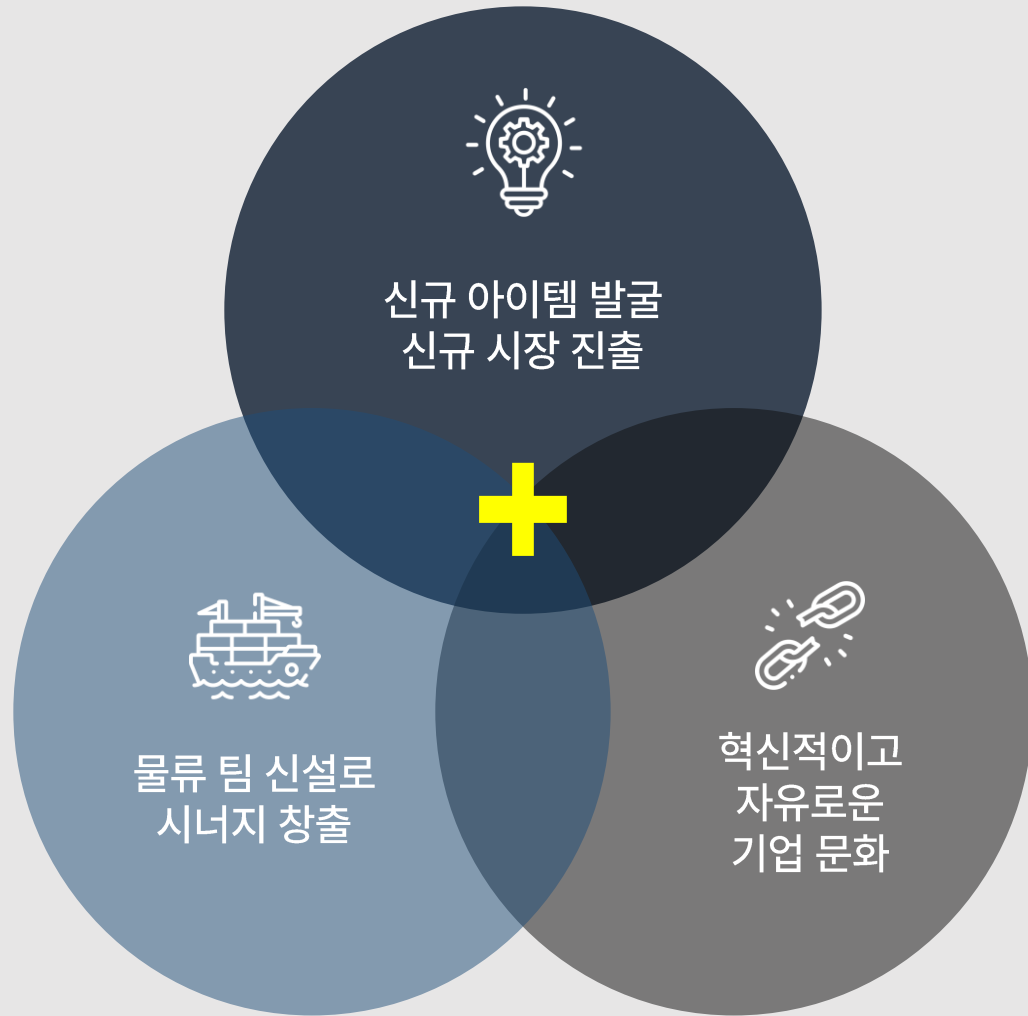 신규 아이템 발굴
신규 시장 진출
물류 팀 신설로
시너지 창출
혁신적이고
자유로운
기업 문화